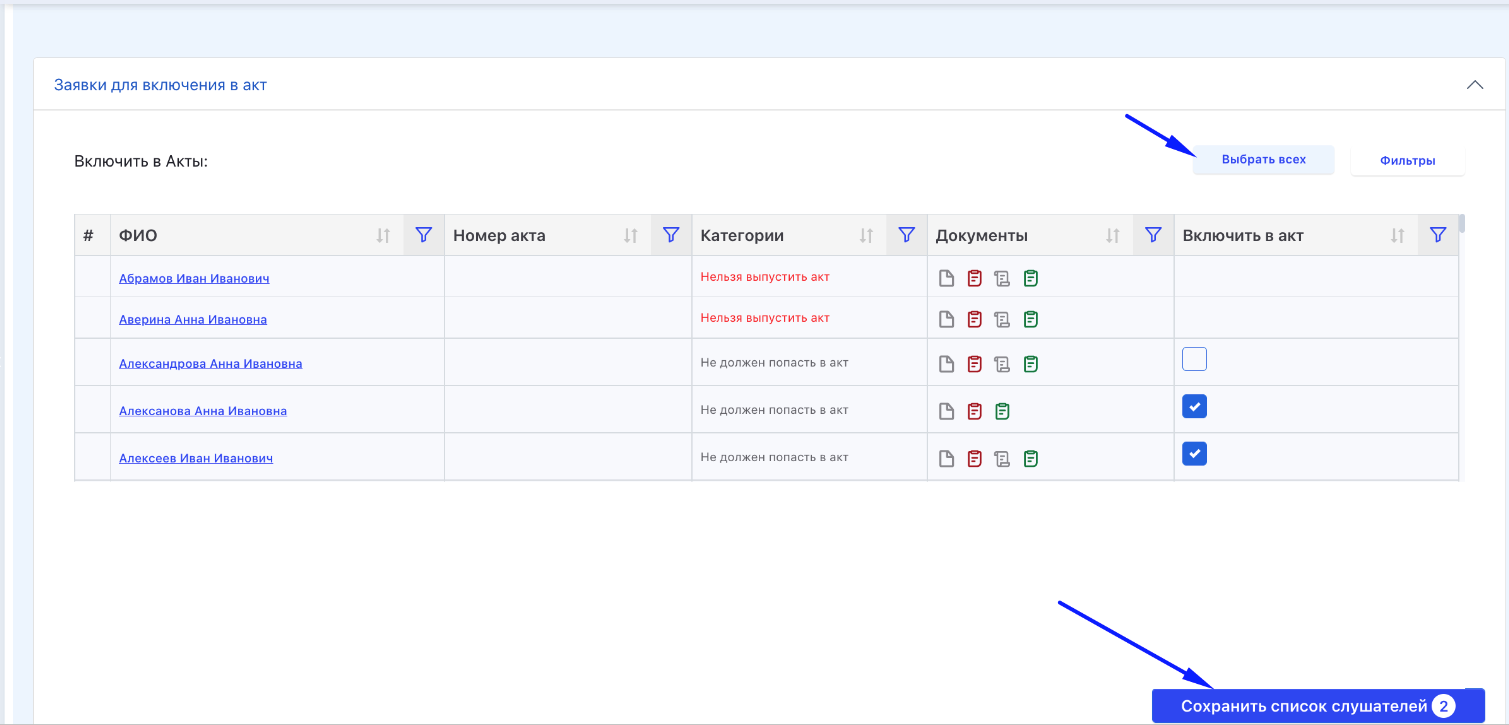 Заявки для включения в акт
Включить в Акты:
Выбрать всех
Фильтры
# ФИО Номер акта Категории Документы Включить в акт
Абрамов Иван Иванович Нельзя выпустить акт
Аверина Анна Ивановна Нельзя выпустить акт
Александрова Анна Ивановна Не должен попасть в акт
Алексанова Анна Ивановна Не должен попасть в акт
Алексеев Иван Иванович Не должен попасть в акт
Сохранить список слушателей 2